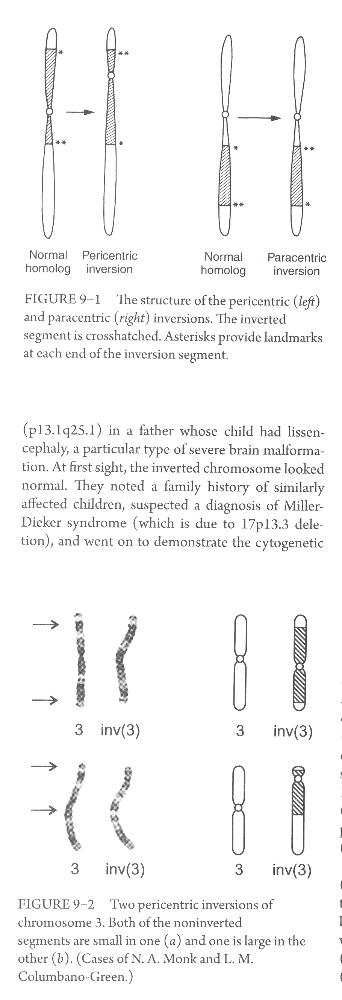 *
**
**
*
*
**
**
*
Normal homolog
Pericentric inversion
Normal homolog
Paracentric inversion
FIGURE 9–1 The structure of the pericentric (left)
and paracentric (right) inversions. The inverted
segment is crosshatched. Asterisks provide landmarks
at each end of the inversion segment.
(p13.1q25.1) in a father whose child had lissen-
cephaly, a particular type of severe brain malforma-
tion. At first sight, the inverted chromosome looked
normal. They noted a family history of similarly
affected children, suspected a diagnosis of Miller-
Dieker syndrome (which is due to 17p13.3 dele-
tion), and went on to demonstrate the cytogenetic
3 inv(3) 3 inv(3)
3 inv(3) 3 inv(3)
FIGURE 9–2 Two pericentric inversions of
chromosome 3. Both of the noninverted
segments are small in one (a) and one is large in the
other (b). (Cases of N. A. Monk and L. M.
Columbano-Green.)